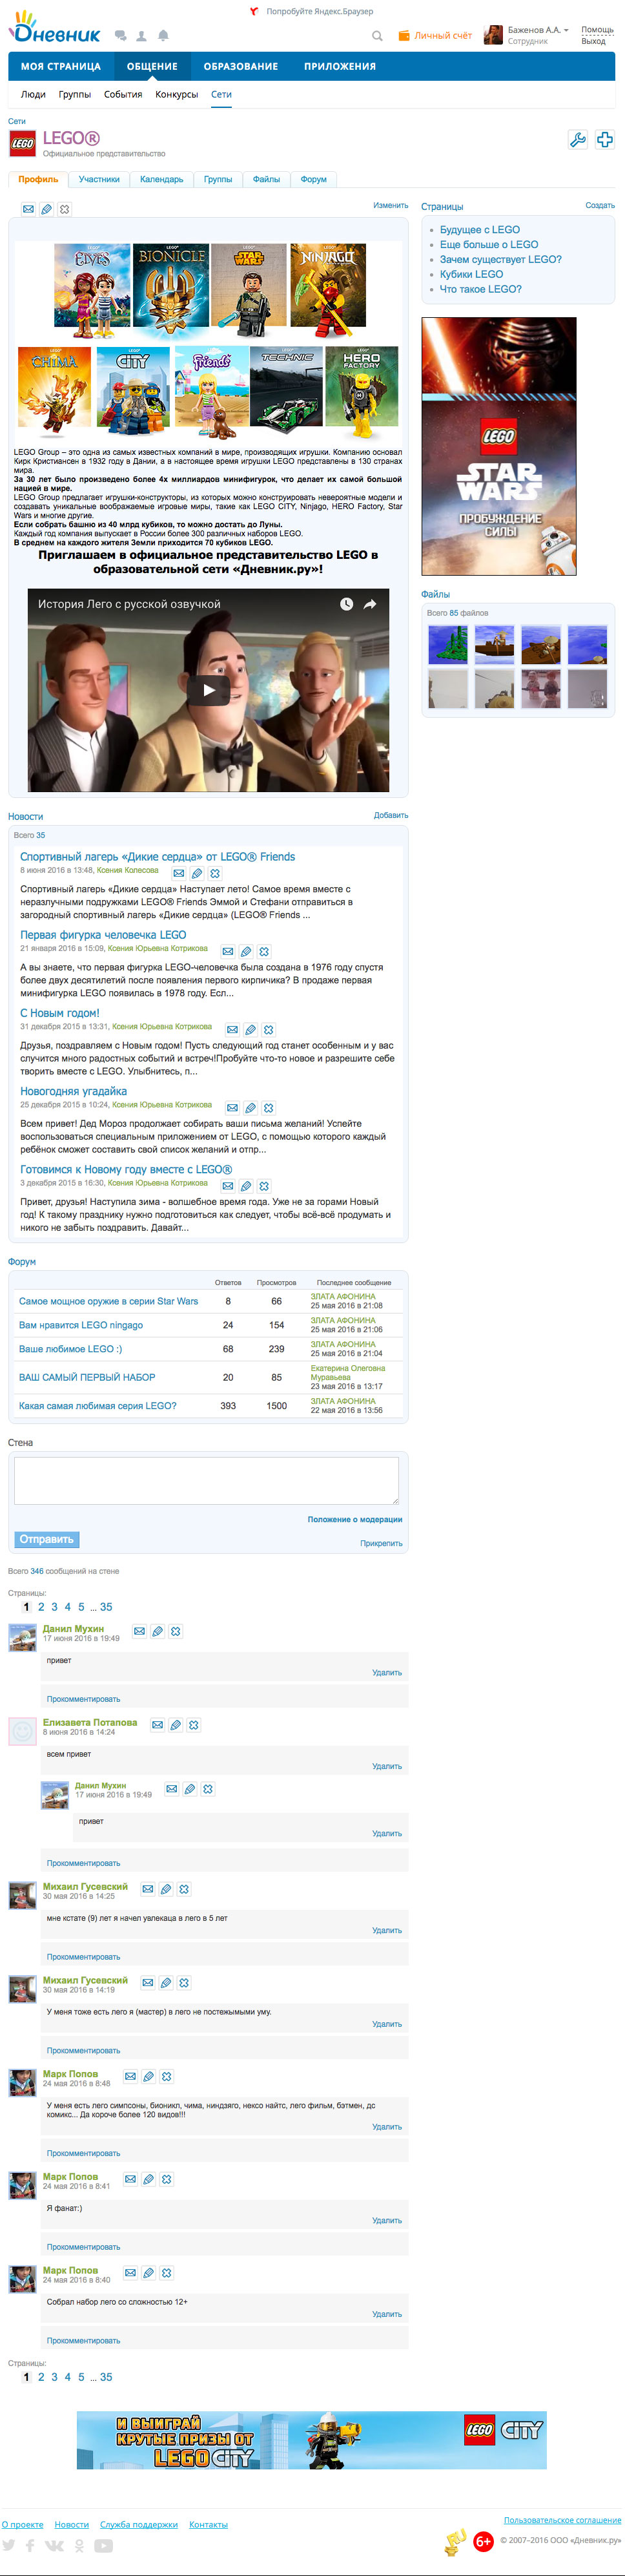 Попробуйте Яндекс.Браузер
Дневник
Личный счёт
Баженов А.А.
Сотрудник
Помощь
Выход
МОЯ СТРАНИЦА ОБЩЕНИЕ ОБРАЗОВАНИЕ ПРИЛОЖЕНИЯ
Люди Группы События Конкурсы Сети
Сети
LEGO
LEGO®
Официальное представительство
Профиль Участники Календарь Группы Файлы Форум
Изменить
ELVES BIONICLE STAR WARS NINJAGO
CHIMA CITY Friends TECHNIC HERO FACTORY
LEGO Group – это одна из самых известных компаний в мире, производящих игрушки. Компанию основал
Кирк Кристиансен в 1932 году в Дании, а в настоящее время игрушки LEGO представлены в 130 странах
мира.
За 30 лет было произведено более 4х миллиардов минифигурок, что делает их самой большой
нацией в мире.
LEGO Group предлагает игрушки-конструкторы, из которых можно конструировать невероятные модели и
создавать уникальные воображаемые игровые миры, такие как LEGO CITY, Ninjago, HERO Factory, Star
Wars и многие другие.
Если собрать башню из 40 млрд кубиков, то можно достать до Луны.
Каждый год компания выпускает в России более 300 различных наборов LEGO.
В среднем на каждого жителя Земли приходится 70 кубиков LEGO.
Приглашаем в официальное представительство LEGO в
образовательной сети «Дневник.ру»!
История Лего с русской озвучкой
Страницы
Создать
Будущее с LEGO
Еще больше о LEGO
Зачем существует LEGO?
Кубики LEGO
Что такое LEGO?
LEGO
STAR WARS
ПРОБУЖДЕНИЕ
СИЛЫ
Файлы
Всего 85 файлов
Новости
Добавить
Всего 35
Спортивный лагерь «Дикие сердца» от LEGO® Friends
8 июня 2016 в 13:48, Ксения Колесова
Спортивный лагерь «Дикие сердца» Наступает лето! Самое время вместе с
неразлучными подружками LEGO® Friends Эммой и Стефани отправиться в
загородный спортивный лагерь «Дикие сердца» (LEGO® Friends ...
Первая фигурка человечка LEGO
21 января 2016 в 15:09, Ксения Юрьевна Котрикова
А вы знаете, что первая фигурка LEGO-человечка была создана в 1976 году спустя
более двух десятилетий после появления первого кирпичика? В продаже первая
минифигурка LEGO появилась в 1978 году. Есл...
С Новым годом!
31 декабря 2015 в 13:31, Ксения Юрьевна Котрикова
Друзья, поздравляем с Новым годом! Пусть следующий год станет особенным и у вас
случится много радостных событий и встреч!Пробуйте что-то новое и разрешите себе
творить вместе с LEGO. Улыбнитесь, п...
Новогодняя угадайка
25 декабря 2015 в 10:24, Ксения Юрьевна Котрикова
Всем привет! Дед Мороз продолжает собирать ваши письма желаний! Успейте
воспользоваться специальным приложением от LEGO, с помощью которого каждый
ребёнок сможет составить свой список желаний и отпр...
Готовимся к Новому году вместе с LEGO®
3 декабря 2015 в 16:30, Ксения Юрьевна Котрикова
Привет, друзья! Наступила зима - волшебное время года. Уже не за горами Новый
год! К такому празднику нужно подготовиться как следует, чтобы всё-всё продумать и
никого не забыть поздравить. Давайт...
Форум
Ответов Просмотров Последнее сообщение
Самое мощное оружие в серии Star Wars 8 66 ЗЛАТА АФОНИНА
25 мая 2016 в 21:08
Вам нравится LEGO ningago 24 154 ЗЛАТА АФОНИНА
25 мая 2016 в 21:06
Ваше любимое LEGO :) 68 239 ЗЛАТА АФОНИНА
25 мая 2016 в 21:04
ВАШ САМЫЙ ПЕРВЫЙ НАБОР 20 85 Екатерина Олеговна
Муравьева
23 мая 2016 в 13:17
Какая самая любимая серия LEGO? 393 1500 ЗЛАТА АФОНИНА
22 мая 2016 в 13:56
Стена
Положение о модерации
Отправить
Прикрепить
Всего 346 сообщений на стене
Страницы:
1 2 3 4 5 ... 35
Данил Мухин
17 июня 2016 в 19:49
привет
Удалить
Прокомментировать
Елизавета Потапова
8 июня 2016 в 14:24
всем привет
Удалить
Данил Мухин
17 июня 2016 в 19:49
привет
Удалить
Прокомментировать
Михаил Гусевский
30 мая 2016 в 14:25
мне кстате (9) лет я начел увлекаца в лего в 5 лет
Удалить
Прокомментировать
Михаил Гусевский
30 мая 2016 в 14:19
У меня тоже есть лего я (мастер) в лего не постежымыми уму.
Удалить
Прокомментировать
Марк Попов
24 мая 2016 в 8:48
У меня есть лего симпсоны, бионикл, чима, ниндзяго, нексо найтс, лего фильм, бэтмен, дс
комикс... Да короче более 120 видов!!!
Удалить
Прокомментировать
Марк Попов
24 мая 2016 в 8:41
Я фанат:)
Удалить
Прокомментировать
Марк Попов
24 мая 2016 в 8:40
Собрал набор лего со сложностью 12+
Удалить
Прокомментировать
Страницы:
1 2 3 4 5 ... 35
И ВЫИГРАЙ
КРУТЫЕ ПРИЗЫ ОТ
LEGO CITY
LEGO CITY
О проекте Новости Служба поддержки Контакты
Пользовательское соглашение
6+
© 2007–2016 ООО «Дневник.ру»